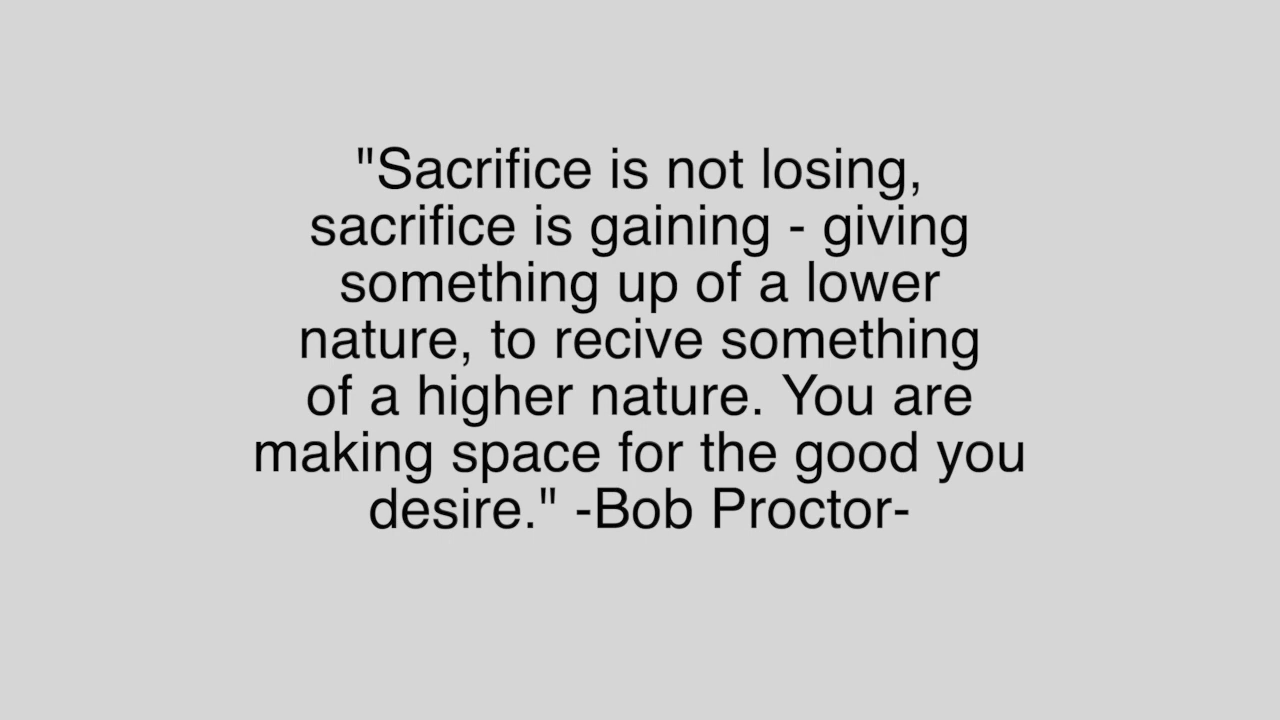 "Sacrifice is not losing,
sacrifice is gaining - giving
something up of a lower
nature, to recive something
of a higher nature. You are
making space for the good you
desire." -Bob Proctor-